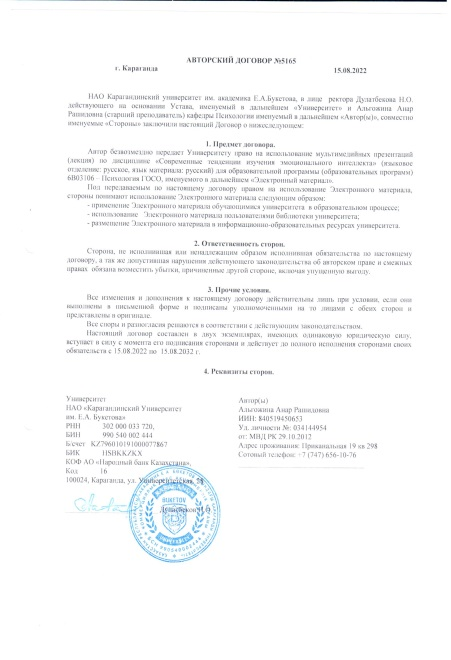 АВТОРСКИЙ ДОГОВОР №5165
г. Караганда 15.08.2022
НАО Карагандинский университет им. академика Е.А.Букетова, в лице ректора Дулатбекова Н.О.
действующего на основании Устава, именуемый в дальнейшем «Университет» и Альгожина Анар
Рашидовна (старший преподаватель) кафедры Психологии именуемый в дальнейшем «Автор(ы)», совместно
именуемые «Стороны» заключили настоящий Договор о нижеследующем:
1. Предмет договора.
Автор безвозмездно передает Университету право на использование мультимедийных презентаций
(лекция) по дисциплине «Современные тенденции изучения эмоционального интеллекта» (языковое
отделение: русское, язык материала: русский) для образовательной программы (образовательных программ)
6В03106 - Психология ГОСО, именуемого в дальнейшем «Электронный материал».
Под передаваемым по настоящему договору правом на использование Электронного материала,
стороны понимают использование Электронного материала следующим образом:
- применение Электронного материала обучающимися университета в образовательном процессе;
- использование Электронного материала пользователями библиотеки университета;
- размещение Электронного материала в информационно-образовательных ресурсах университета.
2. Ответственность сторон.
Сторона, не исполнившая или ненадлежащим образом исполнившая обязательства по настоящему
договору, а так же допустившая нарушения действующего законодательства об авторском праве и смежных
правах обязана возместить убытки, причиненные другой стороне, включая упущенную выгоду.
3. Прочие условия.
Все изменения и дополнения к настоящему договору действительны лишь при условии, если они
выполнены в письменной форме и подписаны уполномоченными на то лицами с обеих сторон и
представлены в оригинале.
Все споры и разногласия решаются в соответствии с действующим законодательством.
Настоящий договор составлен в двух экземплярах, имеющих одинаковую юридическую силу,
вступает в силу с момента его подписания сторонами и действует до полного исполнения сторонами своих
обязательств с 15.08.2022 по 15.08.2032 г.
4. Реквизиты сторон.
Университет
НАО «Карагандинский Университет
им. Е.А. Букетова»
РНН 302 000 033 720,
БИН 990 540 002 444
Б/счет KZ796010191000077867
БИК HSBKKZKX
КОФ АО «Народный банк Казахстана»,
Код 16
100024, Караганда, ул. Университетская, 28
Дулатбеков Н.О.
Автор(ы)
Альгожина Анар Рашидовна
ИИН: 840519450653
Уд. личности №: 034144954
от: МВД РК 29.10.2012
Адрес проживания: Привокзальная 19 кв 298
Сотовый телефон: +7 (747) 656-10-76
BUKETOV
UNIVERSITY